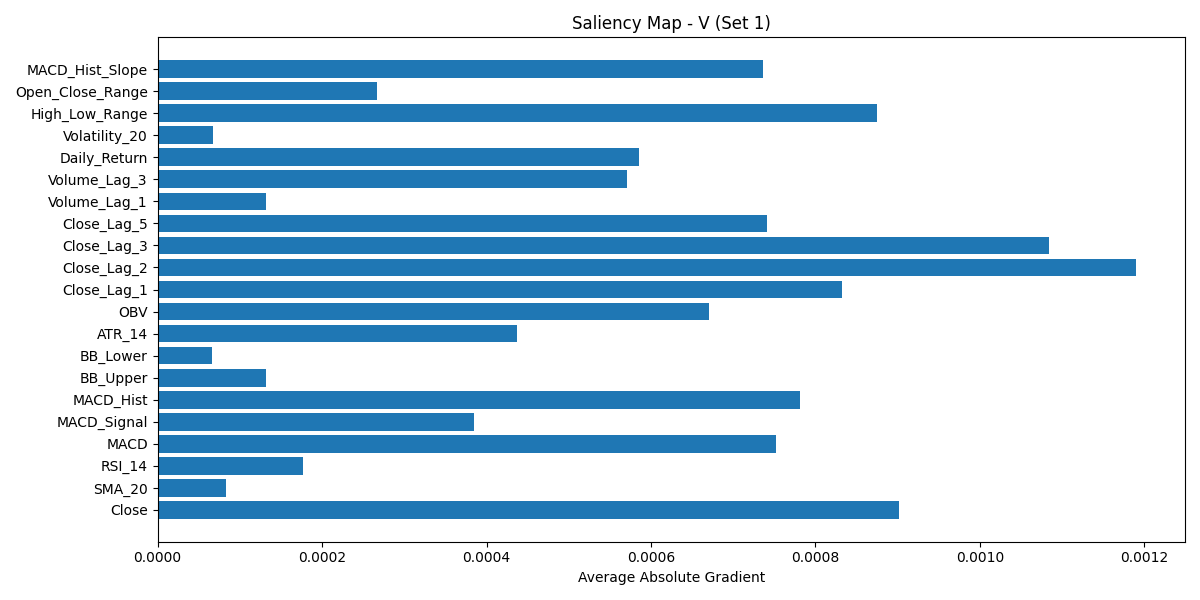 Saliency Map - V (Set 1)
MACD_Hist_Slope
Open_Close_Range
High_Low_Range
Volatility_20
Daily_Return
Volume_Lag_3
Volume_Lag_1
Close_Lag_5
Close_Lag_3
Close_Lag_2
Close_Lag_1
OBV
ATR_14
BB_Lower
BB_Upper
MACD_Hist
MACD_Signal
MACD
RSI_14
SMA_20
Close
0.0000 0.0002 0.0004 0.0006 0.0008 0.0010 0.0012
Average Absolute Gradient